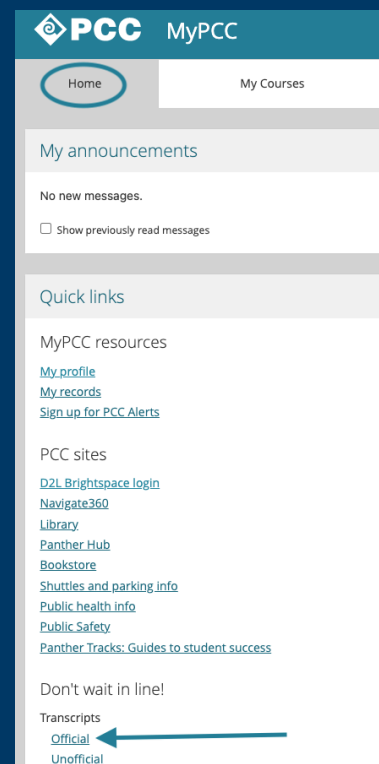 PCC MyPCC
Home My Courses
My announcements
No new messages.
Show previously read messages
Quick links
MyPCC resources
My profile
My records
Sign up for PCC Alerts
PCC sites
D2L Brightspace login
Navigate360
Library
Panther Hub
Bookstore
Shuttles and parking info
Public health info
Public Safety
Panther Tracks: Guides to student success
Don't wait in line!
Transcripts
Official
Unofficial